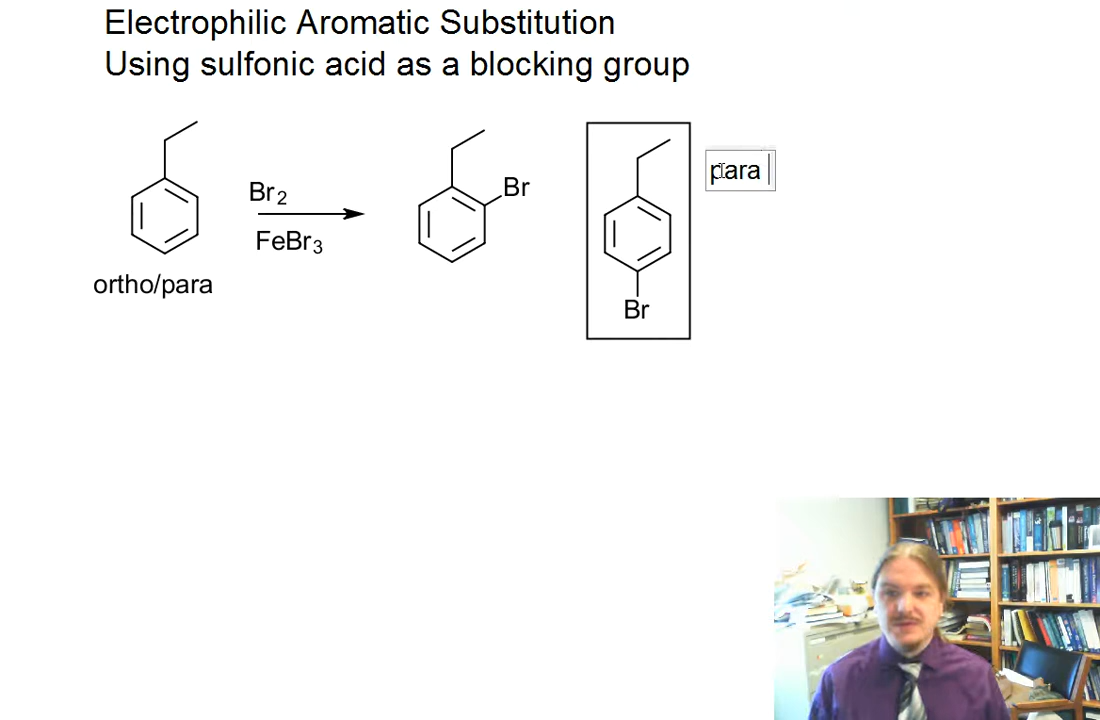 Electrophilic Aromatic Substitution
Using sulfonic acid as a blocking group
Br2
FeBr3
ortho/para
Br
Br
para